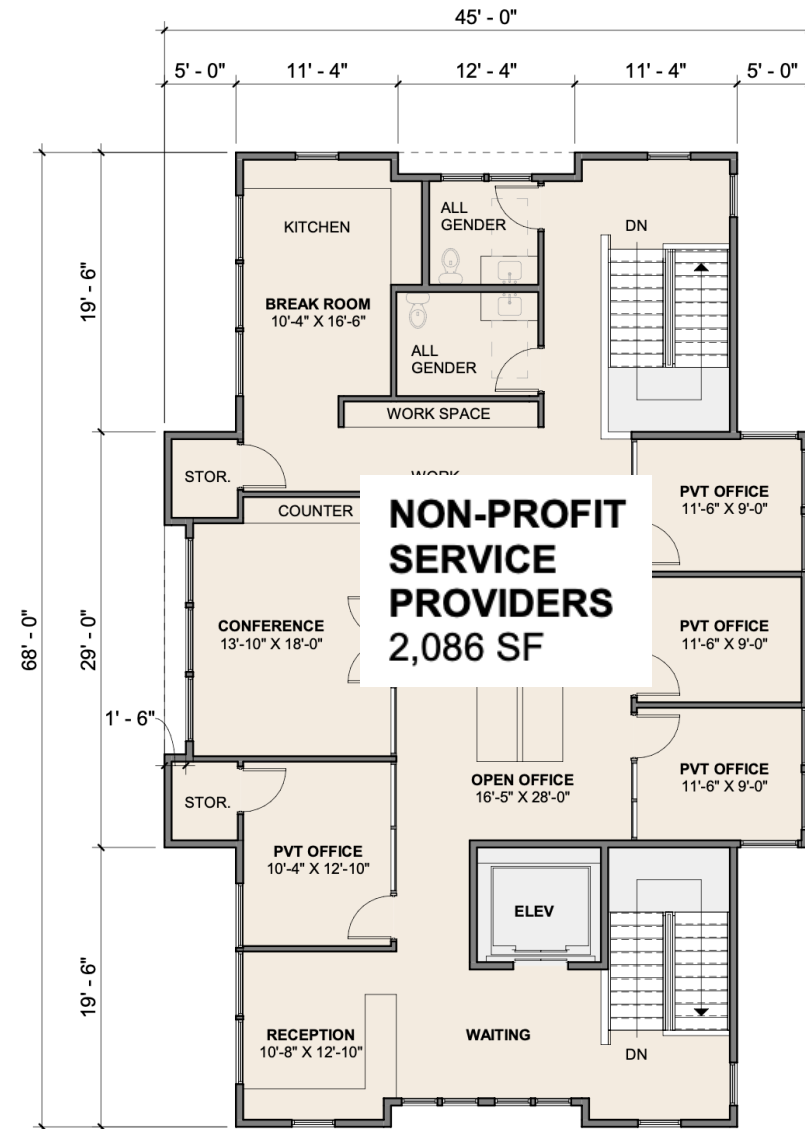 45' - 0"
5' - 0"
11' - 4"
12' - 4"
11' - 4"
5' - 0"
68' - 0"
19' - 6"
29' - 0"
1' - 6"
19' - 6"
KITCHEN
BREAK ROOM
10'-4" X 16'-6"
ALL
GENDER
ALL
GENDER
DN
WORK SPACE
STOR.
WORK
COUNTER
NON-PROFIT
SERVICE
PROVIDERS
2,086 SF
PVT OFFICE
11'-6" X 9'-0"
CONFERENCE
13'-10" X 18'-0"
PVT OFFICE
11'-6" X 9'-0"
PVT OFFICE
11'-6" X 9'-0"
OPEN OFFICE
16'-5" X 28'-0"
STOR.
PVT OFFICE
10'-4" X 12'-10"
ELEV
RECEPTION
10'-8" X 12'-10"
WAITING
DN